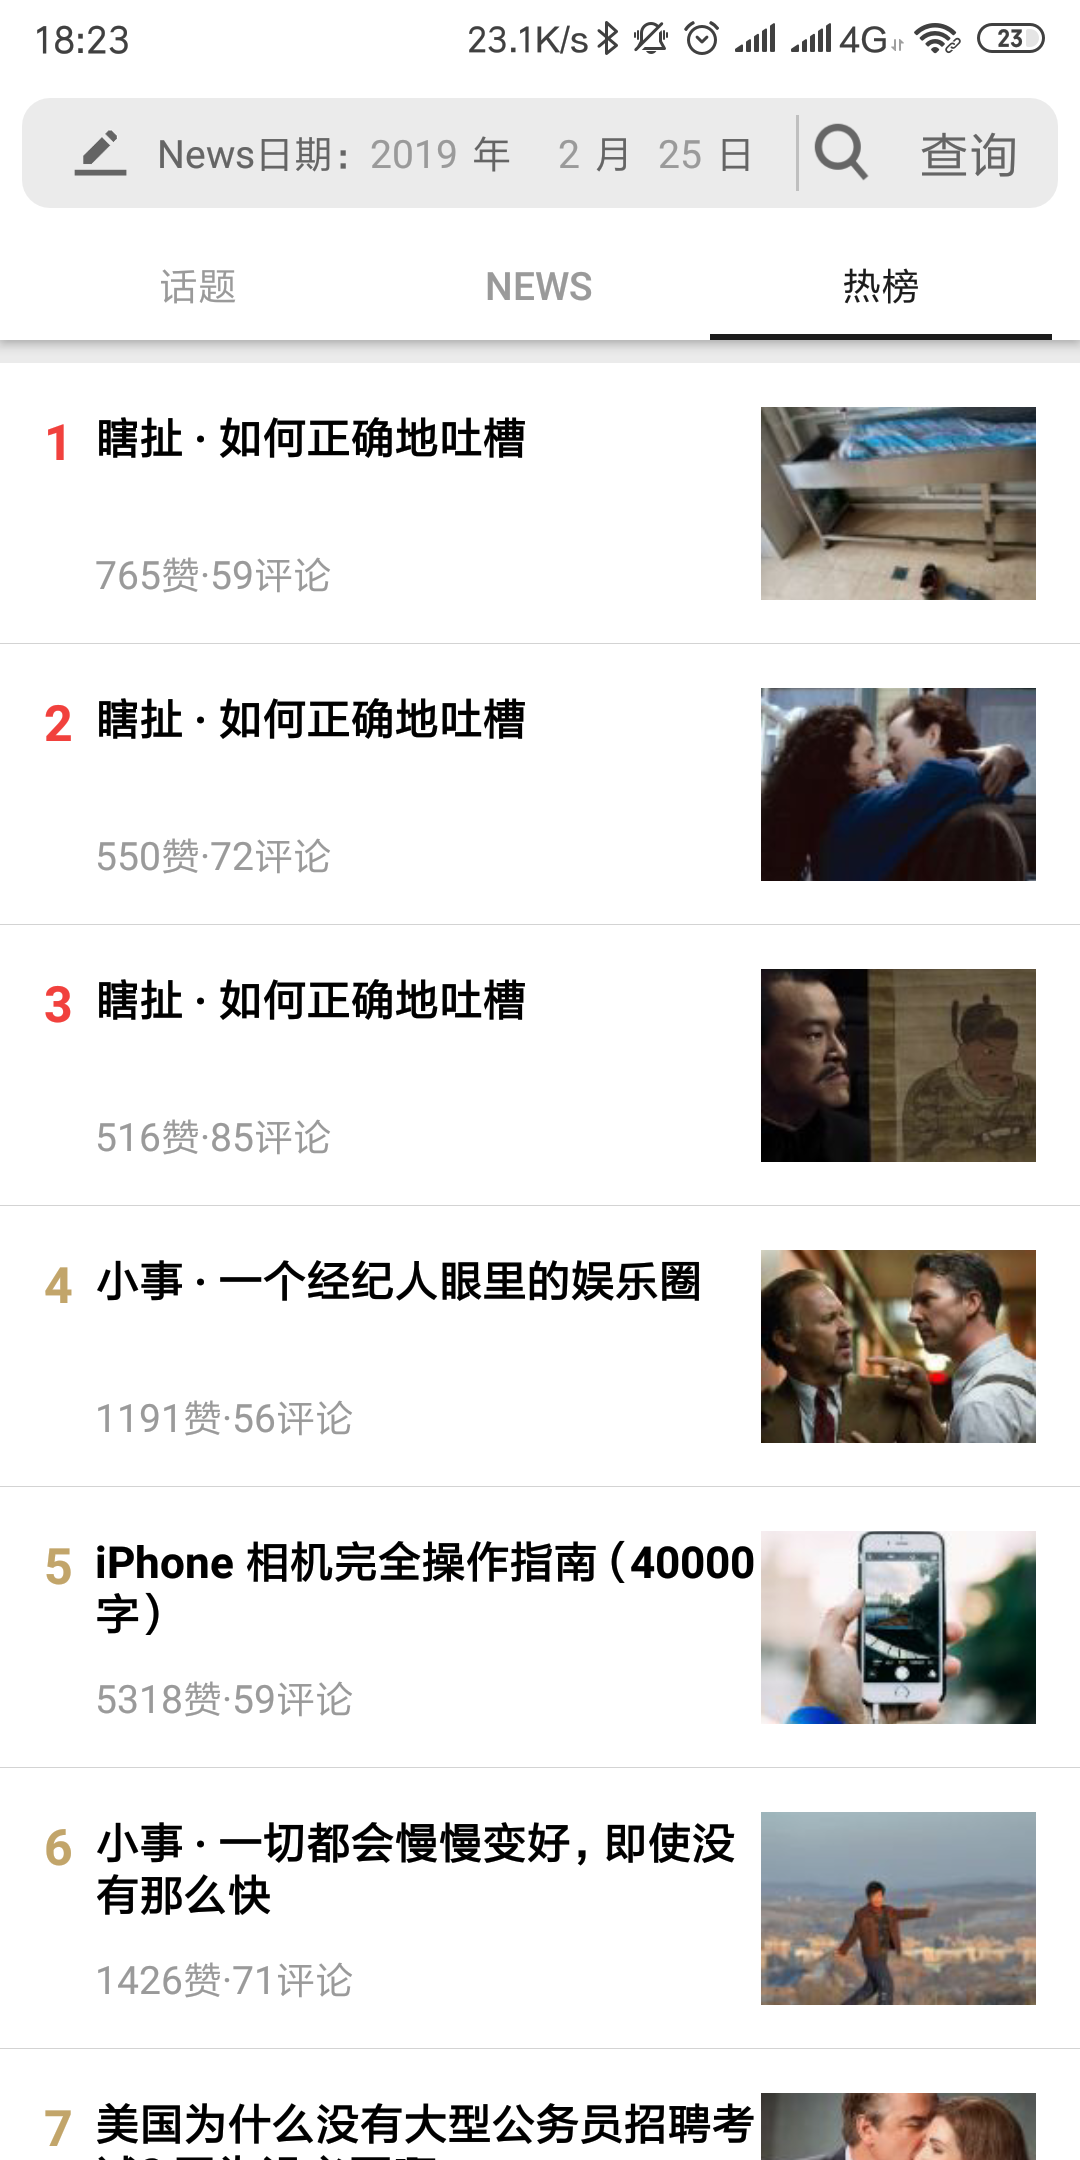 18:23 23.1K/s 4G 23
News日期： 2019 年 2 月 25 日 查询
话题 NEWS 热榜
1 瞎扯 · 如何正确地吐槽
765赞·59评论
2 瞎扯 · 如何正确地吐槽
550赞·72评论
3 瞎扯 · 如何正确地吐槽
516赞·85评论
4 小事 · 一个经纪人眼里的娱乐圈
1191赞·56评论
5 iPhone 相机完全操作指南（40000
字）
5318赞·59评论
6 小事 · 一切都会慢慢变好，即使没
有那么快
1426赞·71评论
7 美国为什么没有大型公务员招聘考